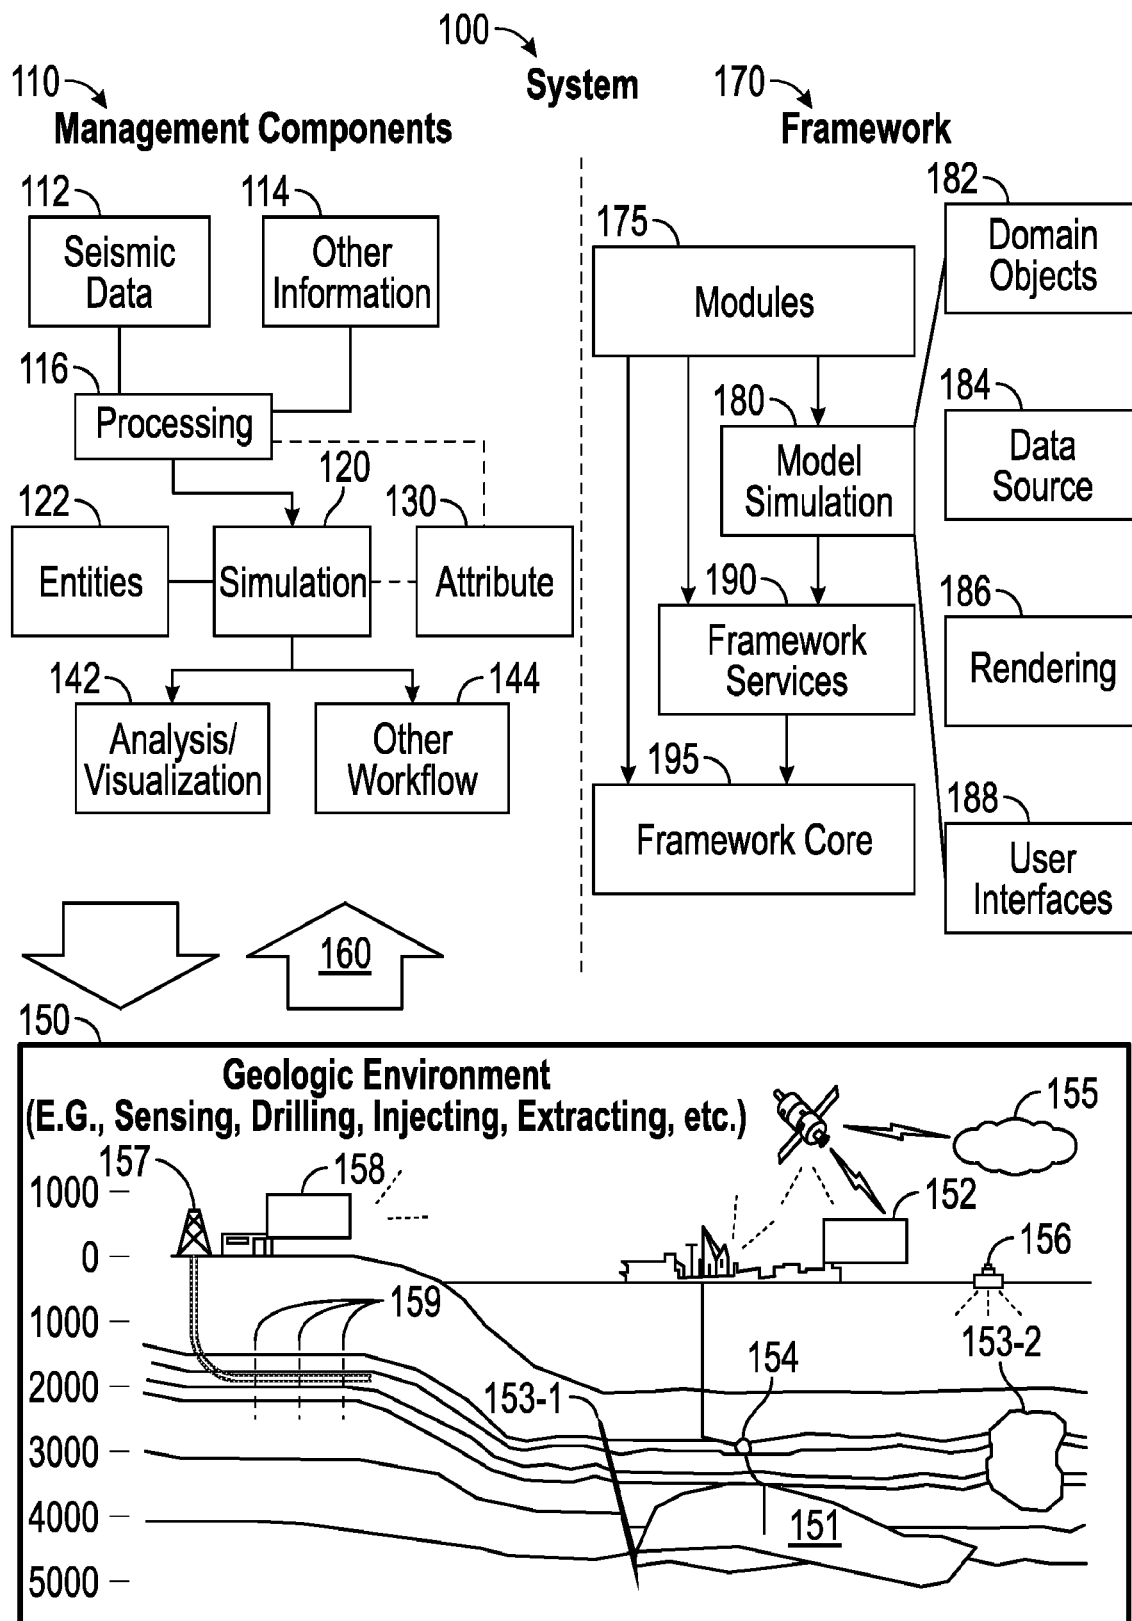 100
System
110
Management Components
170
Framework
112
Seismic
Data
114
Other
Information
116
Processing
120
Simulation
122
Entities
130
Attribute
142
Analysis/
Visualization
144
Other
Workflow
175
Modules
180
Model
Simulation
190
Framework
Services
195
Framework Core
182
Domain
Objects
184
Data
Source
186
Rendering
188
User
Interfaces
160
150
Geologic Environment
(E.G., Sensing, Drilling, Injecting, Extracting, etc.)
155
157
158
152
156
1000
0
1000
2000
3000
4000
5000
159
153-1
154
153-2
151